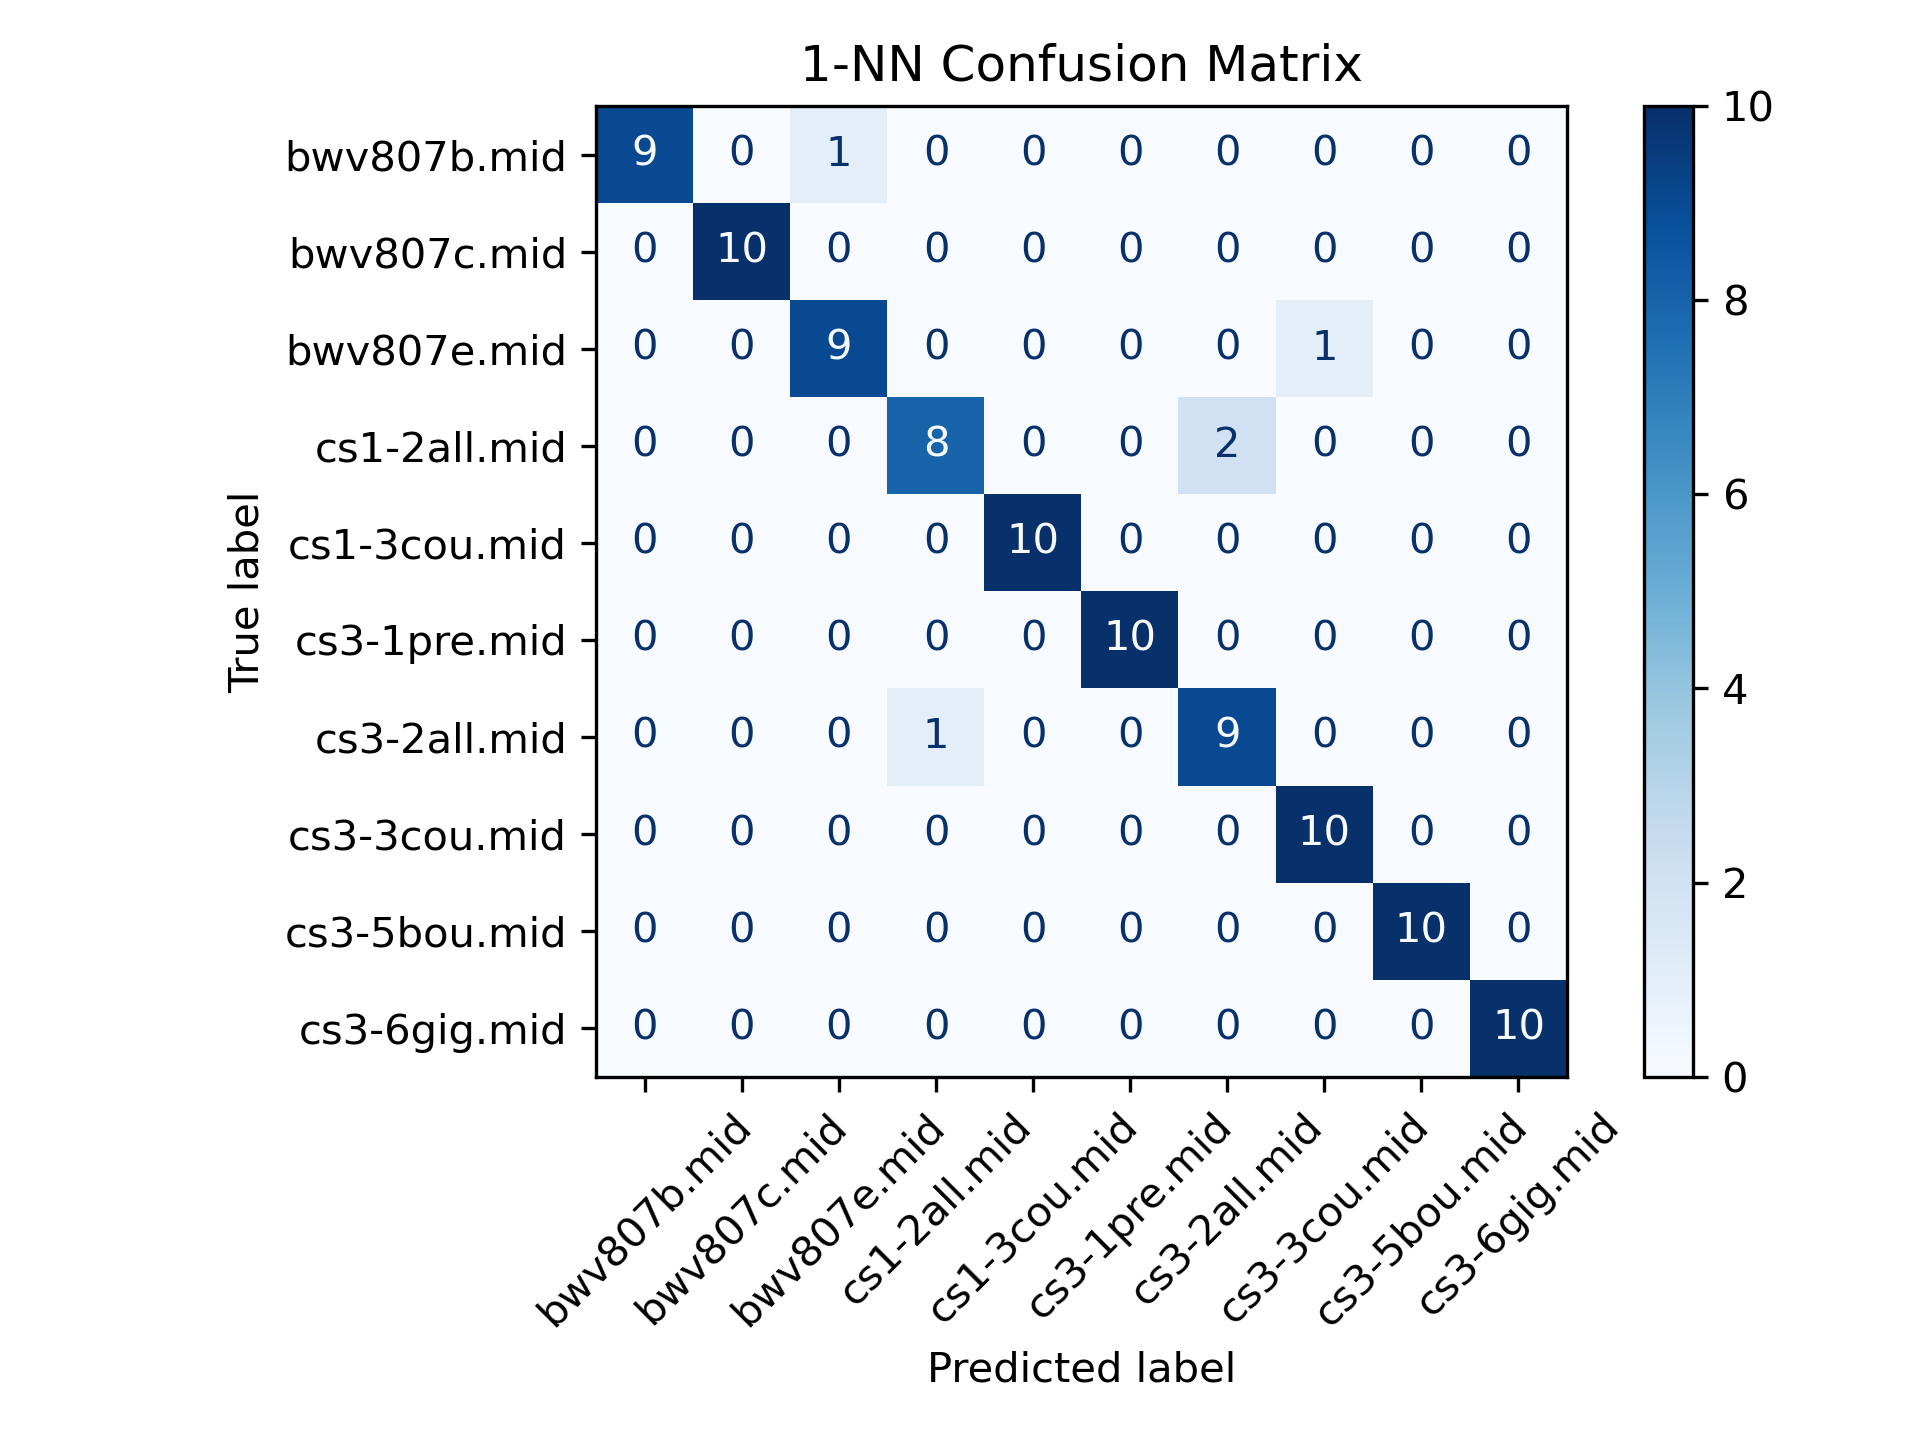 1-NN Confusion Matrix
bwv807b.mid 9 0 1 0 0 0 0 0 0 0
bwv807c.mid 0 10 0 0 0 0 0 0 0 0
bwv807e.mid 0 0 9 0 0 0 0 1 0 0
cs1-2all.mid 0 0 0 8 0 0 2 0 0 0
cs1-3cou.mid 0 0 0 0 10 0 0 0 0 0
cs3-1pre.mid 0 0 0 0 0 10 0 0 0 0
cs3-2all.mid 0 0 0 1 0 0 9 0 0 0
cs3-3cou.mid 0 0 0 0 0 0 0 10 0 0
cs3-5bou.mid 0 0 0 0 0 0 0 0 10 0
cs3-6gig.mid 0 0 0 0 0 0 0 0 0 10
True label
bwv807b.mid
bwv807c.mid
bwv807e.mid
cs1-2all.mid
cs1-3cou.mid
cs3-1pre.mid
cs3-2all.mid
cs3-3cou.mid
cs3-5bou.mid
cs3-6gig.mid
Predicted label
10
8
6
4
2
0